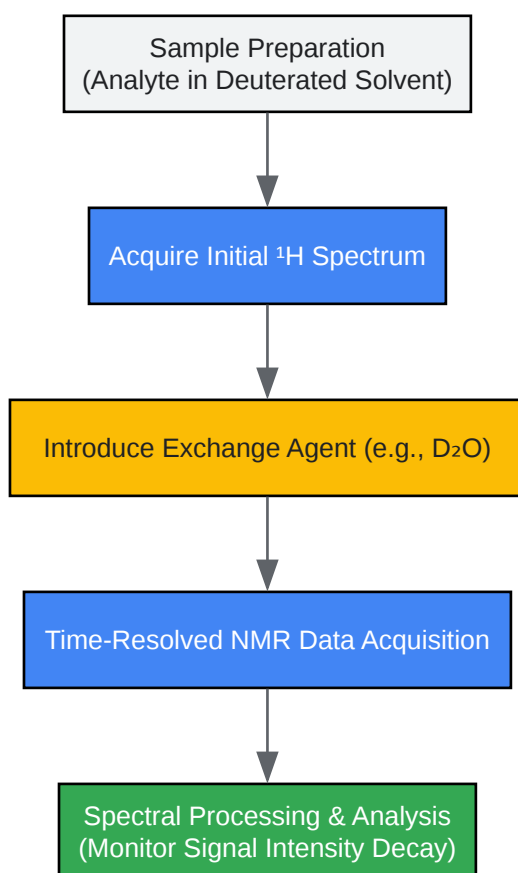 Sample Preparation
(Analyte in Deuterated Solvent)
Acquire Initial ¹H Spectrum
Introduce Exchange Agent (e.g., D₂O)
Time-Resolved NMR Data Acquisition
Spectral Processing & Analysis
(Monitor Signal Intensity Decay)